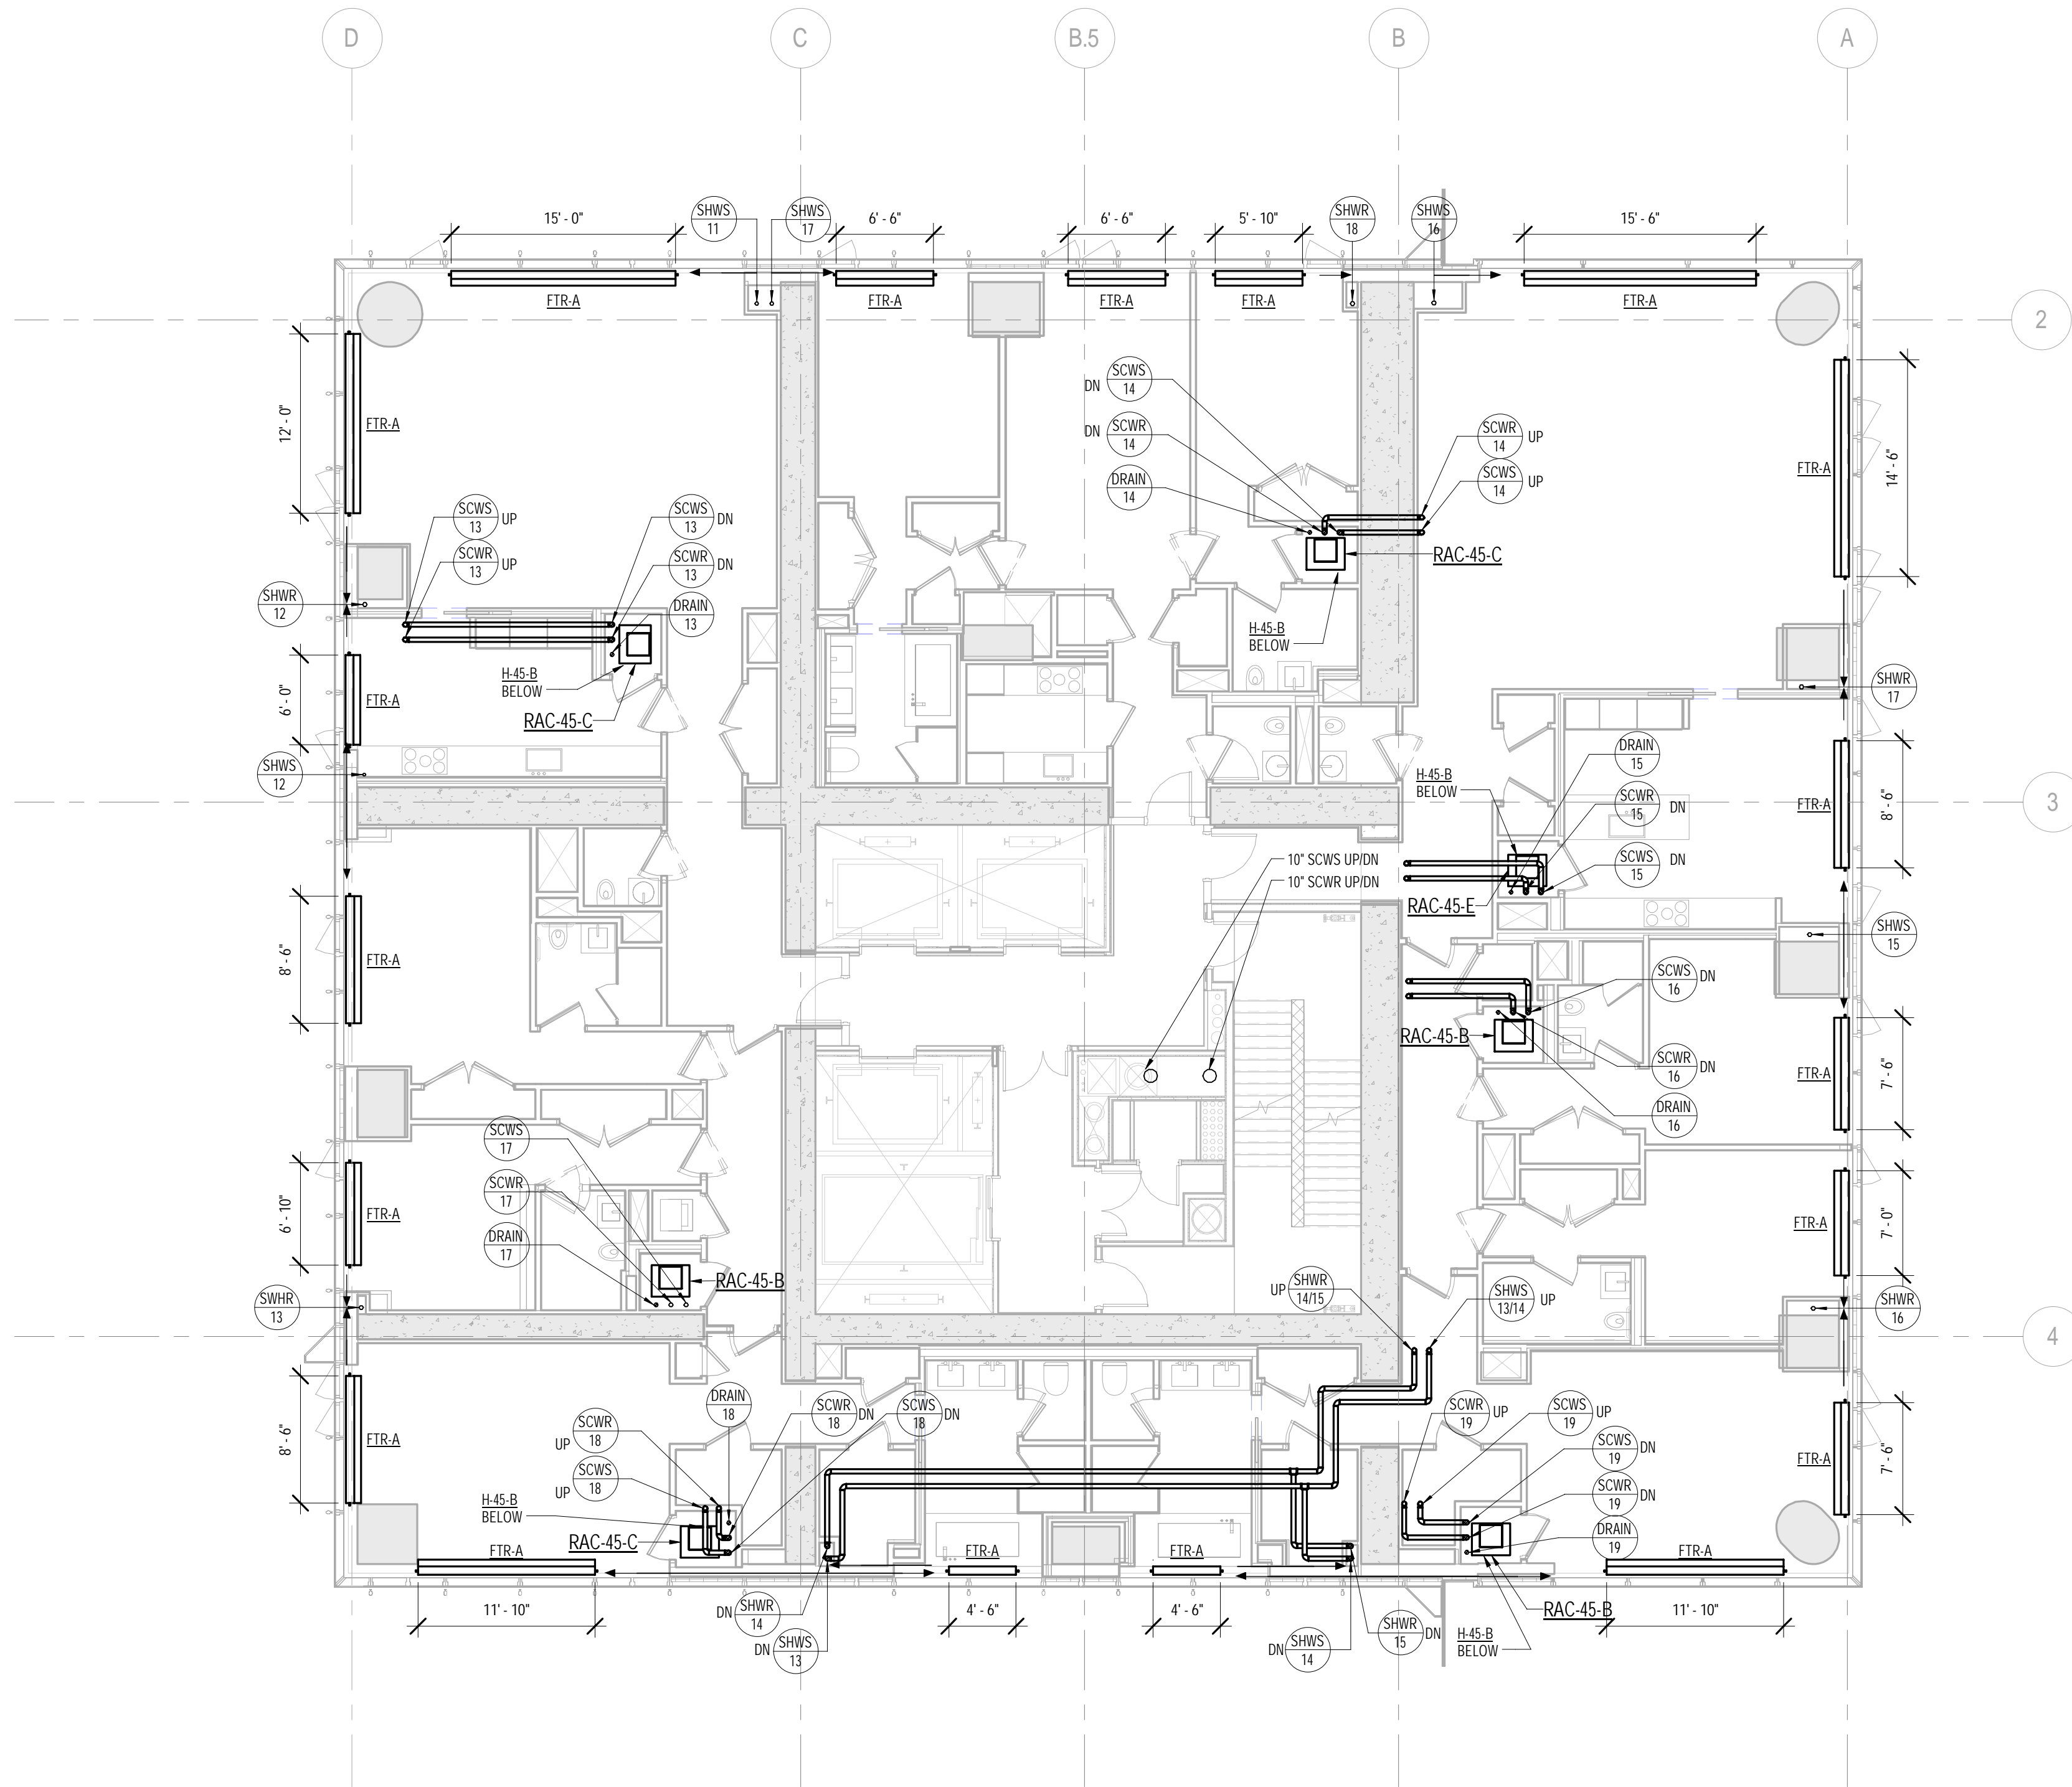 D
C
B.5
B
A
15' - 0"
SHWS
11
SHWS
17
6' - 6"
6' - 6"
5' - 10"
SHWR
18
SHWS
16
15' - 6"
FTR-A
FTR-A
FTR-A
FTR-A
FTR-A
2
12' - 0"
FTR-A
DN
SCWS
14
DN
SCWR
14
DRAIN
14
SCWR
14
UP
SCWS
14
UP
FTR-A
14' - 6"
SCWS
13
UP
SCWR
13
UP
SCWS
13
DN
SCWR
13
DN
DRAIN
13
SHWR
12
RAC-45-C
H-45-B
BELOW
H-45-B
BELOW
RAC-45-C
6' - 0"
FTR-A
SHWS
12
SHWR
17
DRAIN
15
H-45-B
BELOW
SCWR
15
DN
SCWS
15
DN
FTR-A
8' - 6"
3
10" SCWS UP/DN
10" SCWR UP/DN
RAC-45-E
SHWS
15
8' - 6"
FTR-A
SCWS
16
DN
RAC-45-B
SCWR
16
DN
DRAIN
16
FTR-A
7' - 6"
SCWS
17
SCWR
17
DRAIN
17
6' - 10"
FTR-A
RAC-45-B
FTR-A
7' - 0"
SWHR
13
UP
SHWR
14/15
SHWS
13/14
UP
SHWR
16
4
8' - 6"
FTR-A
DRAIN
18
SCWR
18
DN
SCWS
18
DN
UP
SCWR
18
UP
SCWS
18
H-45-B
BELOW
RAC-45-C
SCWR
19
UP
SCWS
19
UP
SCWS
19
DN
SCWR
19
DN
DRAIN
19
FTR-A
7' - 6"
FTR-A
FTR-A
FTR-A
FTR-A
11' - 10"
DN
SHWR
14
DN
SHWS
13
4' - 6"
4' - 6"
DN
SHWS
14
SHWR
15
DN
RAC-45-B
H-45-B
BELOW
11' - 10"